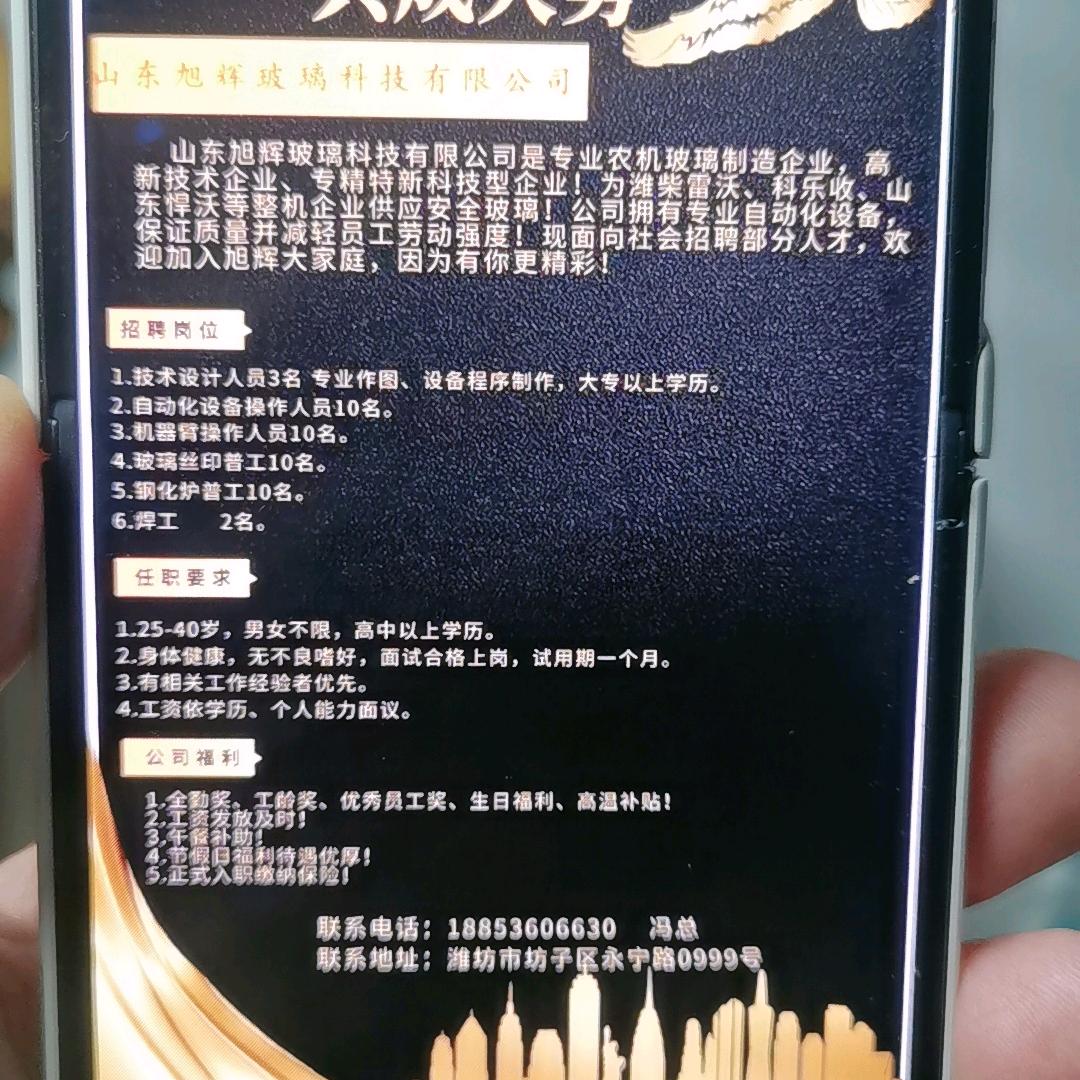 山东旭辉玻璃科技有限公司
山东旭辉玻璃科技有限公司是专业农机玻璃制造企业，高
新技术企业、专精特新科技型企业！为潍柴雷沃、科乐收、山
东悍沃等整机企业供应安全玻璃！公司拥有专业自动化设备，
保证质量并减轻员工劳动强度！现面向社会招聘部分人才，欢
迎加入旭辉大家庭，因为有你更精彩！
招聘岗位
1.技术设计人员3名 专业作图、设备程序制作，大专以上学历。
2.自动化设备操作人员10名。
3.机器臂操作人员10名。
4.玻璃丝印普工10名。
5.钢化炉普工10名。
6.焊工 2名。
任职要求
1.25-40岁，男女不限，高中以上学历。
2.身体健康，无不良嗜好，面试合格上岗，试用期一个月。
3.有相关工作经验者优先。
4.工资依学历、个人能力面议。
公司福利
1.全勤奖、工龄奖、优秀员工奖、生日福利、高温补贴！
2.工资发放及时！
3.午餐补助！
4.节假日福利待遇优厚！
5.正式入职缴纳保险！
联系电话：18853606630 冯总
联系地址：潍坊市坊子区永宁路0999号